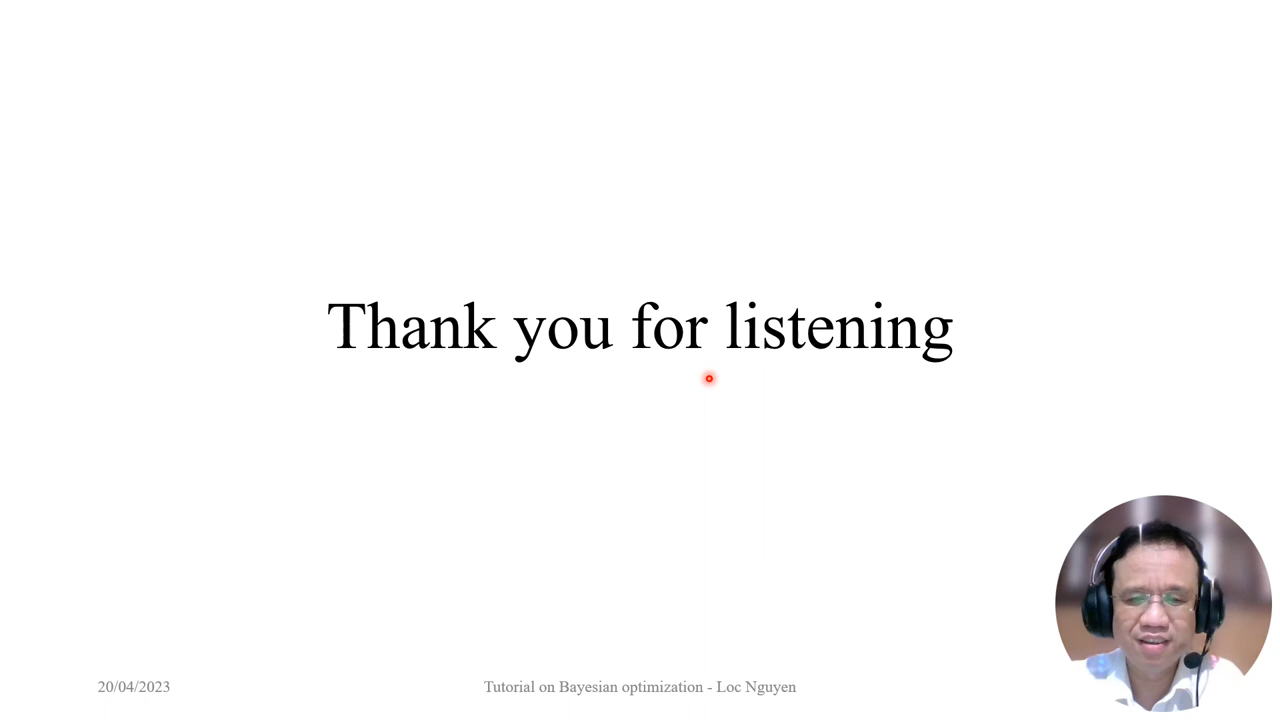 Thank you for listening
20/04/2023
Tutorial on Bayesian optimization - Loc Nguyen